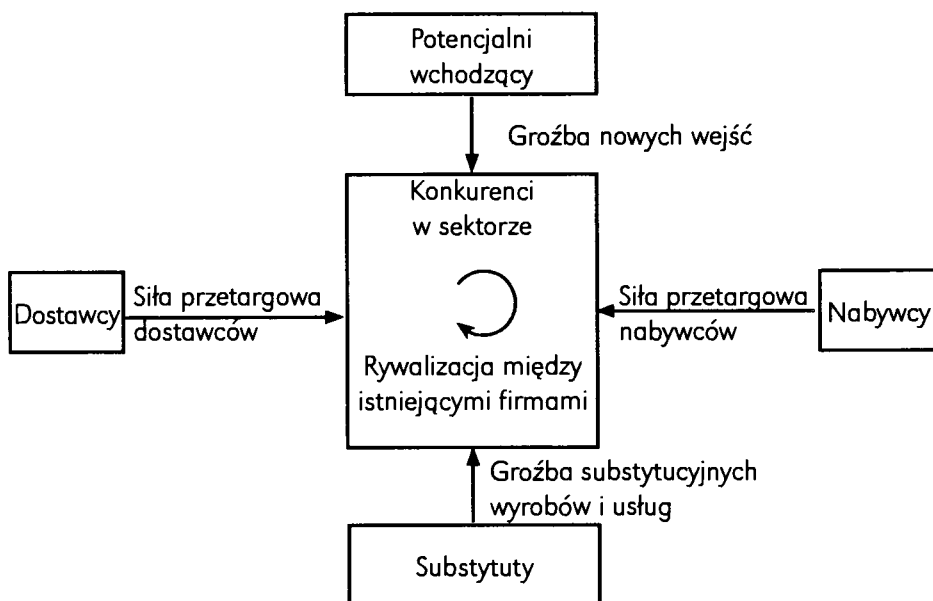 Potencjalni
wchodzący
Groźba nowych wejść
Konkurenci
w sektorze
Dostawcy
Siła przetargowa
dostawców
Siła przetargowa
nabywców
Nabywcy
Rywalizacja między
istniejącymi firmami
Groźba substytucyjnych
wyrobów i usług
Substytuty